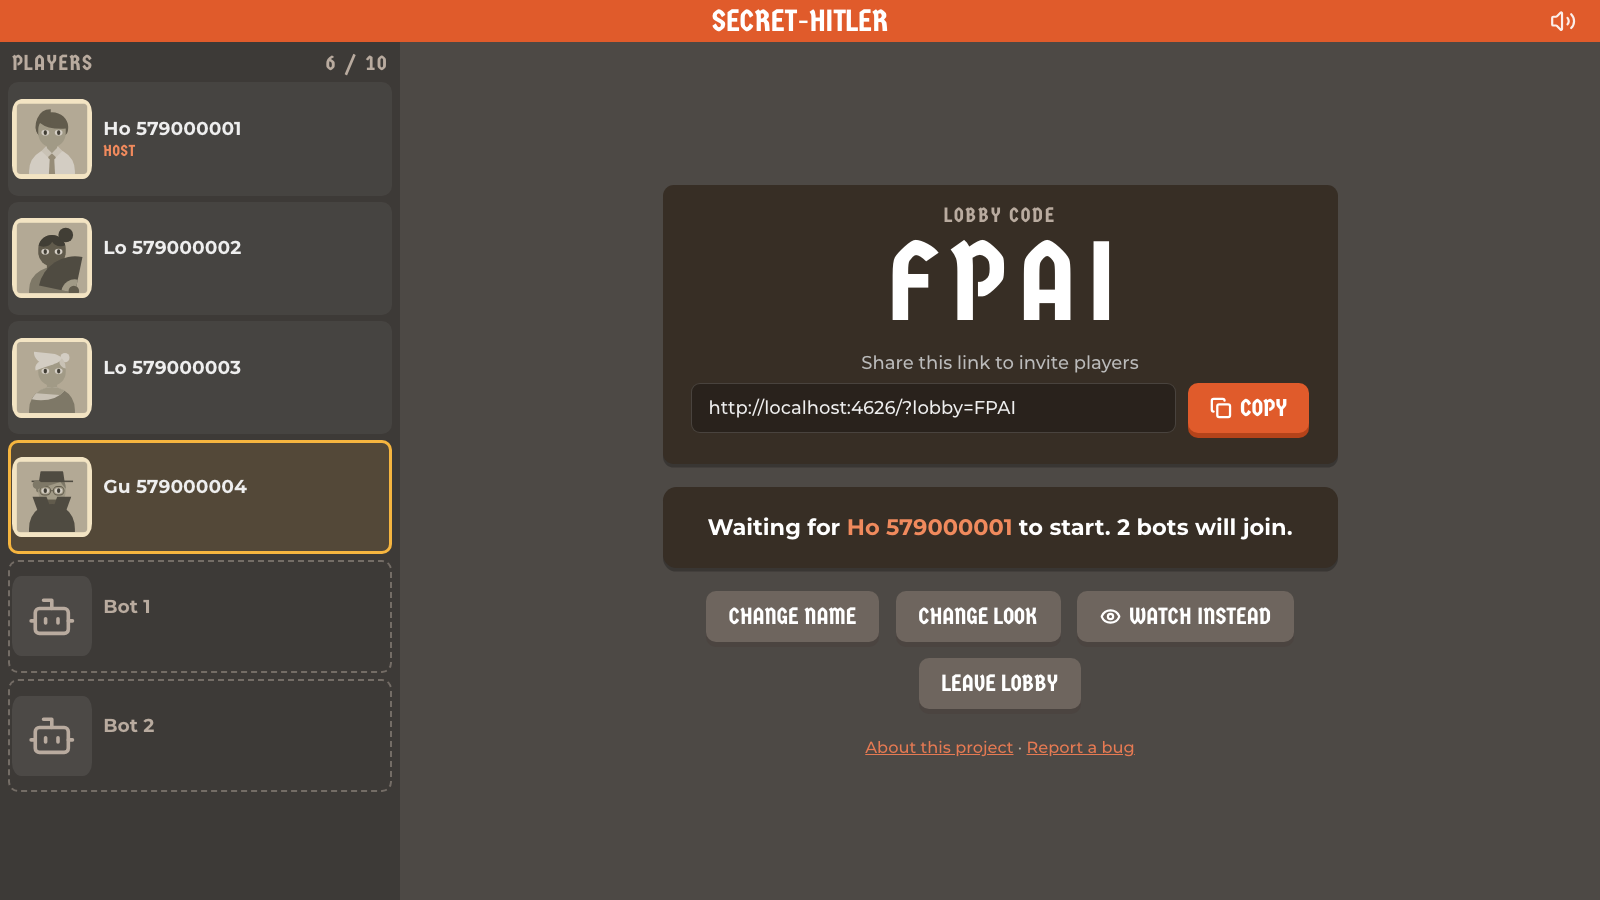 SECRET-HITLER
PLAYERS 6 / 10
Ho 579000001
HOST
Lo 579000002
Lo 579000003
Gu 579000004
Bot 1
Bot 2
LOBBY CODE
FPAI
Share this link to invite players
http://localhost:4626/?lobby=FPAI
COPY
Waiting for Ho 579000001 to start. 2 bots will join.
CHANGE NAME CHANGE LOOK WATCH INSTEAD
LEAVE LOBBY
About this project · Report a bug